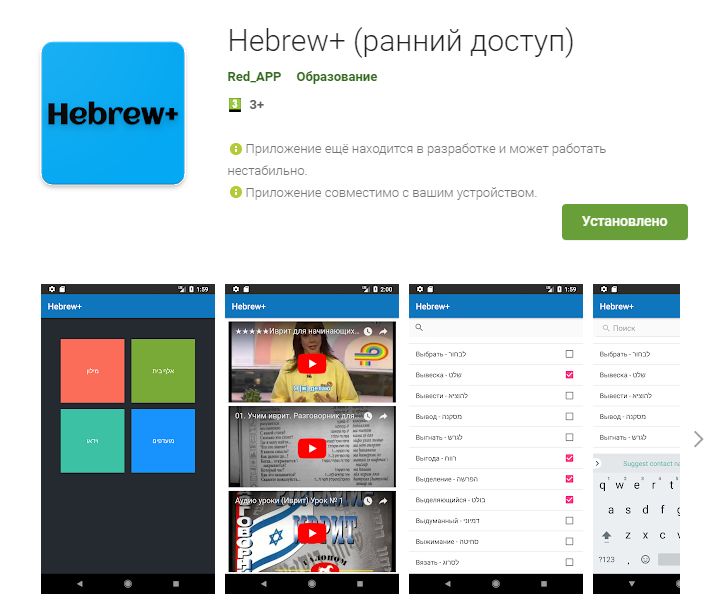 Hebrew+ (ранний доступ)
Red_APP Образование
Hebrew+
3 3+
Приложение ещё находится в разработке и может работать
нестабильно.
Приложение совместимо с вашим устройством.
Установлено
1:59
Hebrew+
מילון
אלף בית
וידאו
מועדפים
2:00
Hebrew+
★★★★★Иврит для начинающих...
01. Учим иврит. Разговорник для...
Аудио уроки (Иврит) Урок № 1
ИВРИТ
1:59
Hebrew+
Выбрать - לבחור
Вывеска - שלט
Вывести - להוציא
Вывод - מסקנה
Выгнать - לגרש
Выгода - רווח
Выделение - הפרשה
Выделяющийся - בולט
Выдуманный - דמיוני
Выжимание - סחיטה
Вязать - לסרוג
Hebrew+
Поиск
Выбрать - לבחור
Вывеска - שלט
Вывести - להוציא
Вывод - מסקנה
Выгнать - לגרש
Suggest contact na
q w e r t
a s d f
z x c
?123 ,